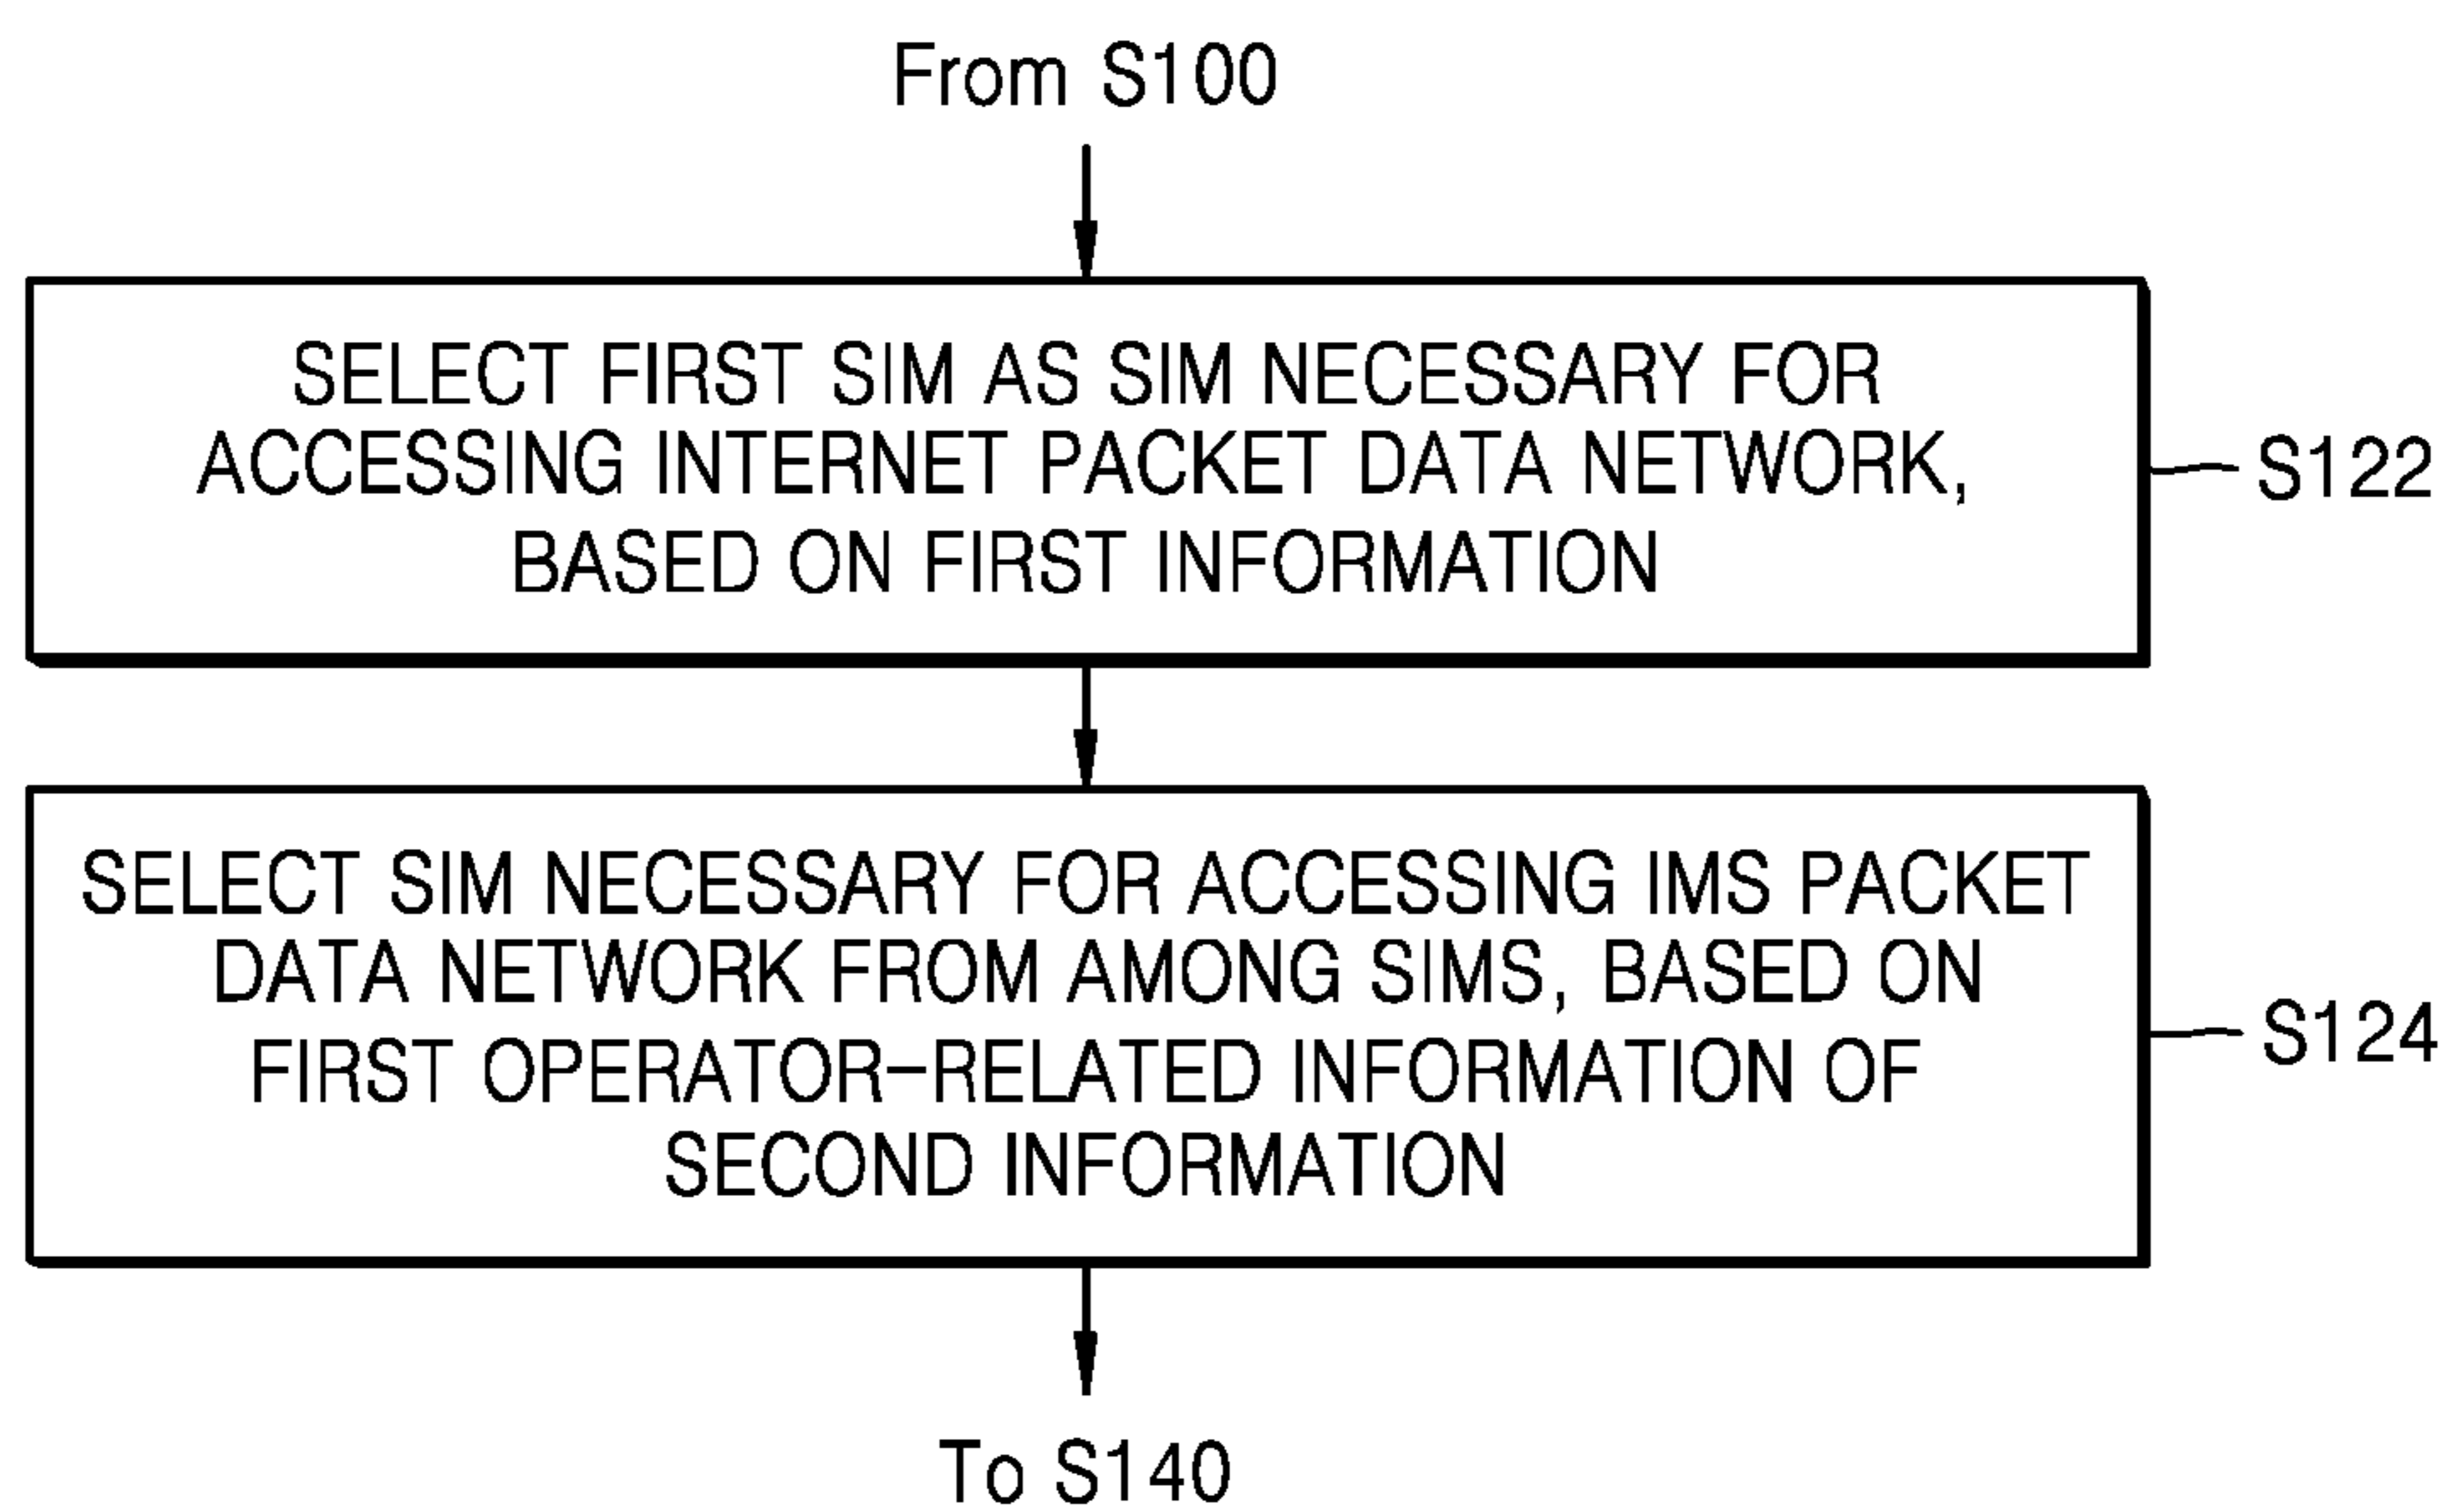 From S100
SELECT FIRST SIM AS SIM NECESSARY FOR
ACCESSING INTERNET PACKET DATA NETWORK,
BASED ON FIRST INFORMATION
S122
SELECT SIM NECESSARY FOR ACCESSING IMS PACKET
DATA NETWORK FROM AMONG SIMS, BASED ON
FIRST OPERATOR-RELATED INFORMATION OF
SECOND INFORMATION
S124
To S140